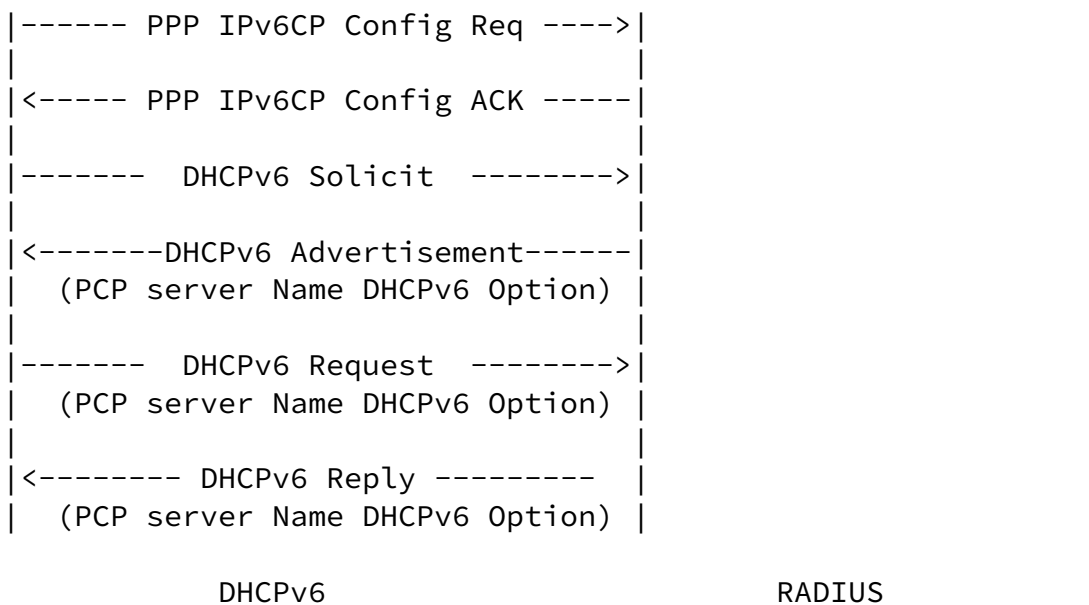 |------ PPP IPv6CP Config Req ---->|
|                                  |
|<----- PPP IPv6CP Config ACK -----|
|                                  |
|-------  DHCPv6 Solicit  -------->|
|                                  |
|<-------DHCPv6 Advertisement------|
|  (PCP server Name DHCPv6 Option) |
|                                  |
|-------  DHCPv6 Request  -------->|
|  (PCP server Name DHCPv6 Option) |
|                                  |
|<-------- DHCPv6 Reply ---------  |
|  (PCP server Name DHCPv6 Option) |
DHCPv6                         RADIUS